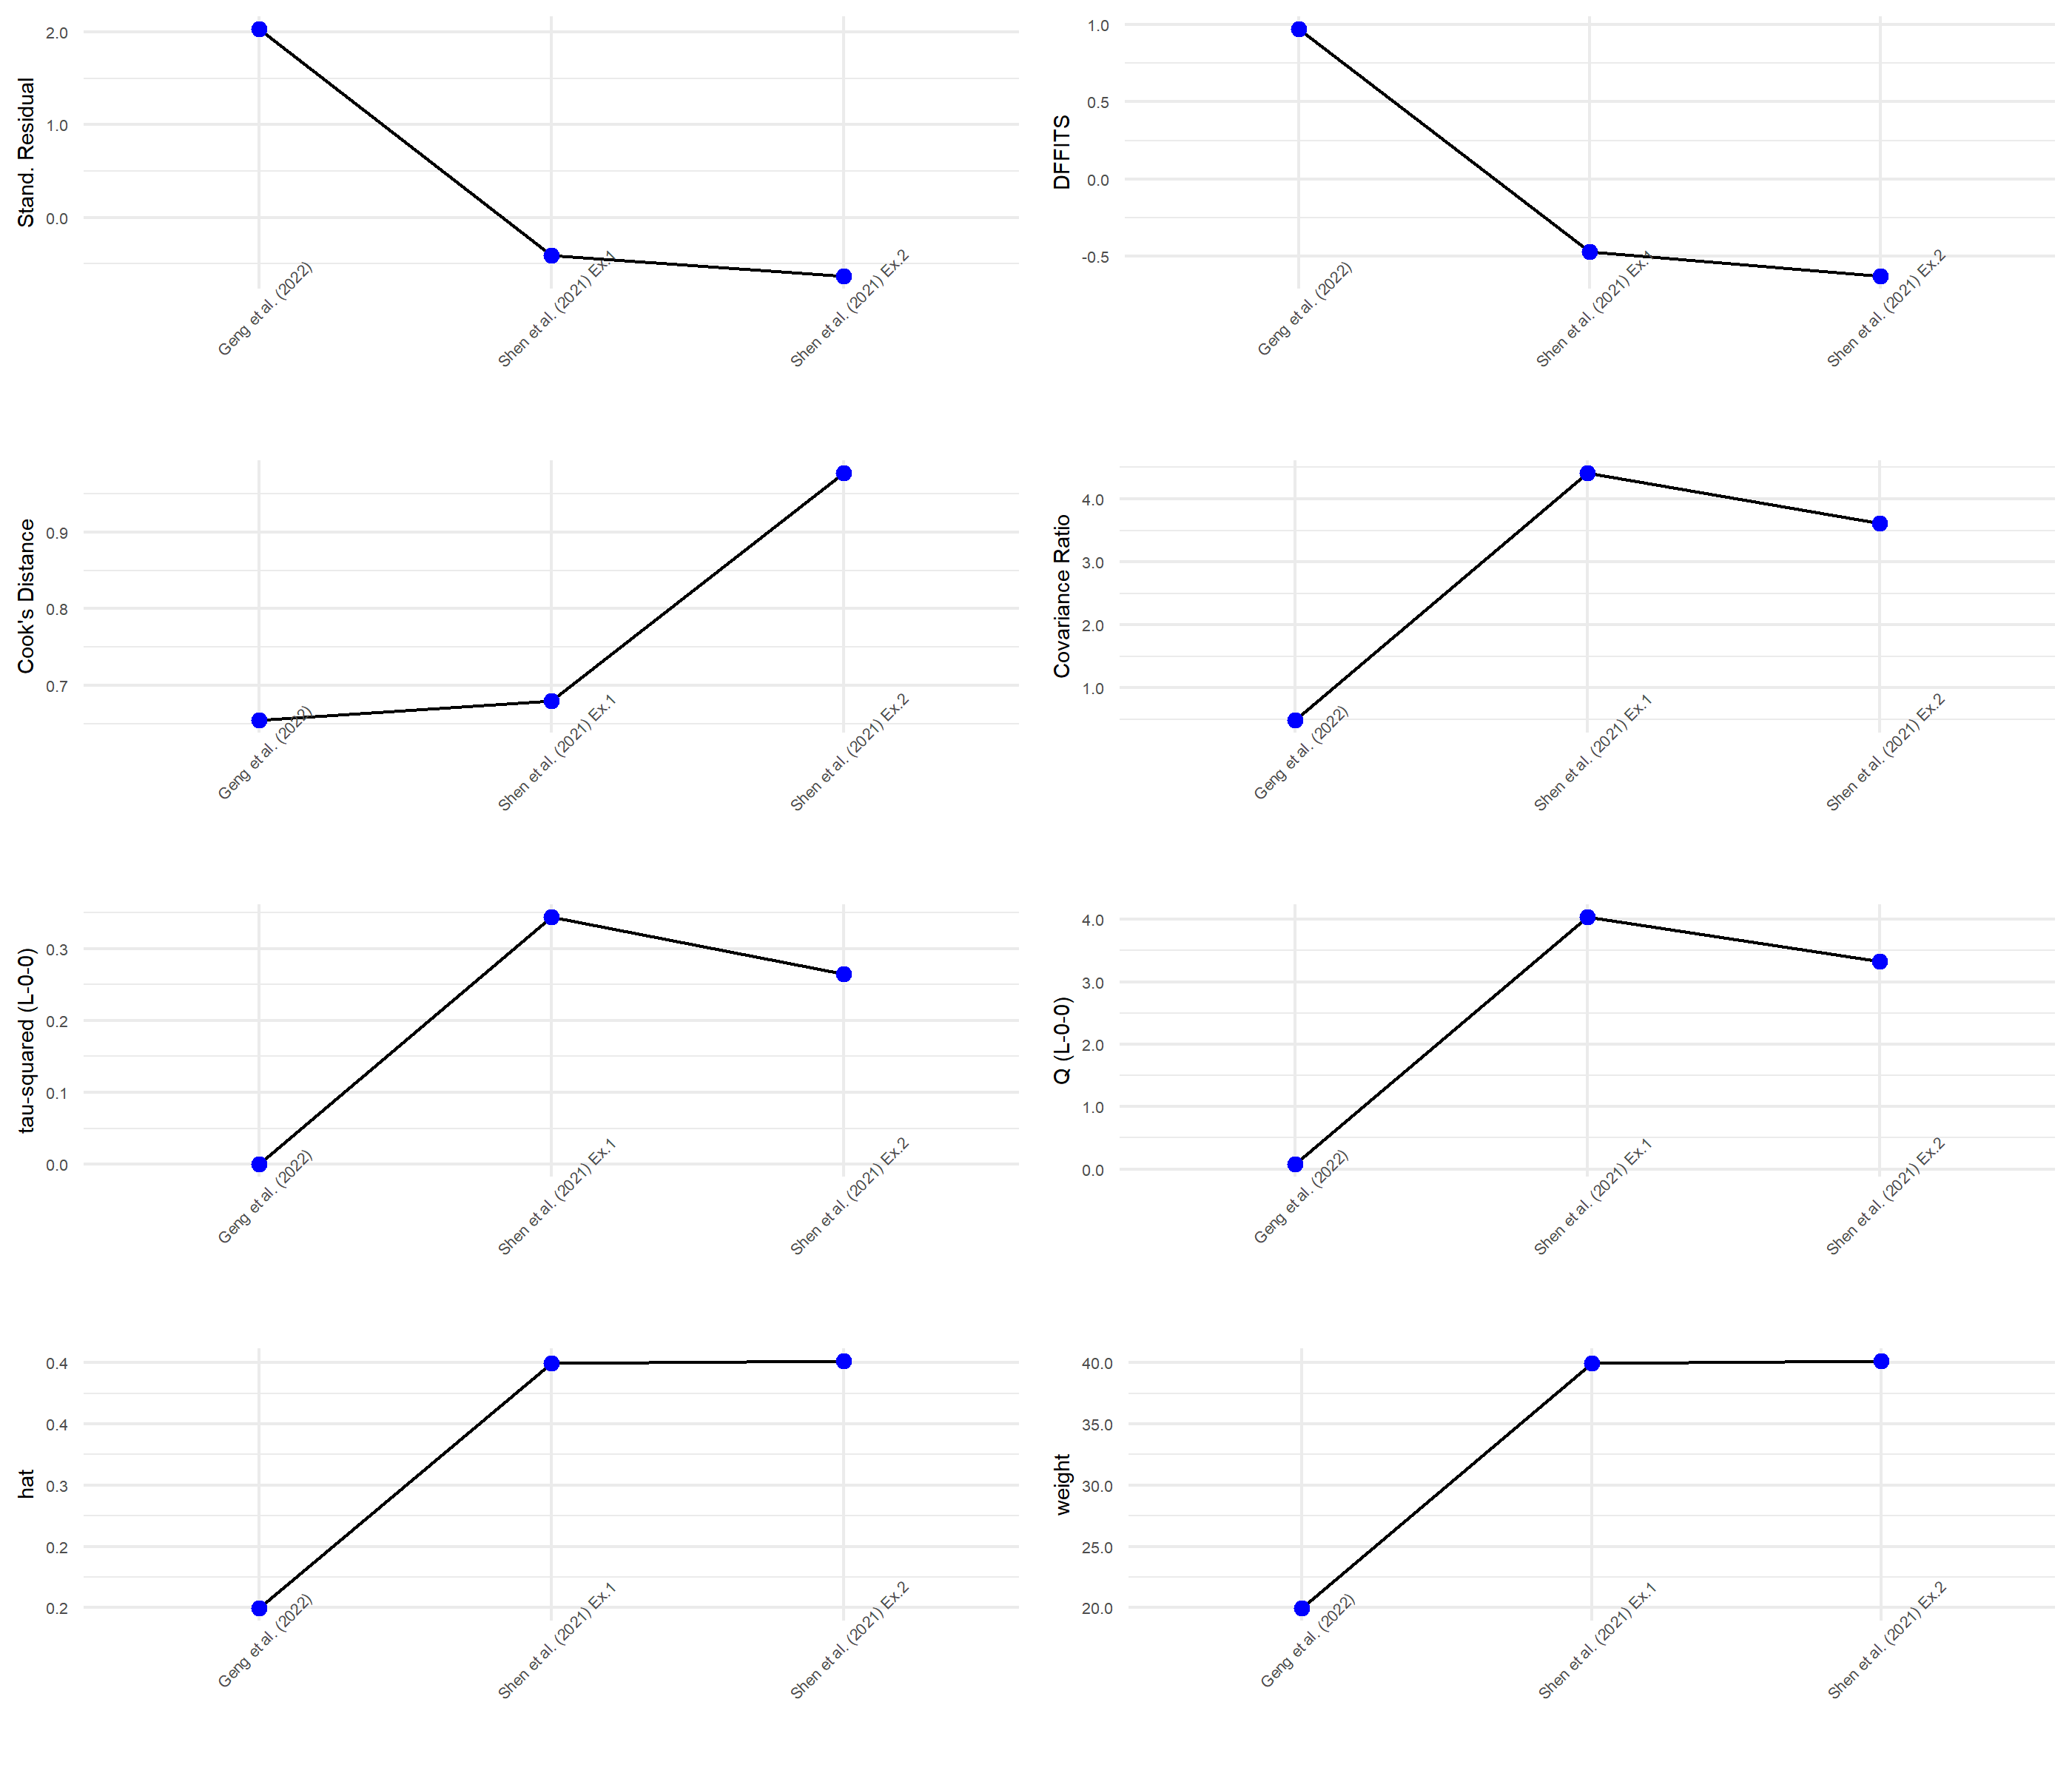 Stand. Residual
2.0
1.0
0.0
Geng et al. (2022)
Shen et al. (2021) Ex.1
Shen et al. (2021) Ex.2
DFFITS
1.0
0.5
0.0
-0.5
Geng et al. (2022)
Shen et al. (2021) Ex.1
Shen et al. (2021) Ex.2
Cook's Distance
0.9
0.8
0.7
Geng et al. (2022)
Shen et al. (2021) Ex.1
Shen et al. (2021) Ex.2
Covariance Ratio
4.0
3.0
2.0
1.0
Geng et al. (2022)
Shen et al. (2021) Ex.1
Shen et al. (2021) Ex.2
tau-squared (L-0-0)
0.3
0.2
0.1
0.0
Geng et al. (2022)
Shen et al. (2021) Ex.1
Shen et al. (2021) Ex.2
Q (L-0-0)
4.0
3.0
2.0
1.0
0.0
Geng et al. (2022)
Shen et al. (2021) Ex.1
Shen et al. (2021) Ex.2
hat
0.4
0.4
0.3
0.2
0.2
Geng et al. (2022)
Shen et al. (2021) Ex.1
Shen et al. (2021) Ex.2
weight
40.0
35.0
30.0
25.0
20.0
Geng et al. (2022)
Shen et al. (2021) Ex.1
Shen et al. (2021) Ex.2